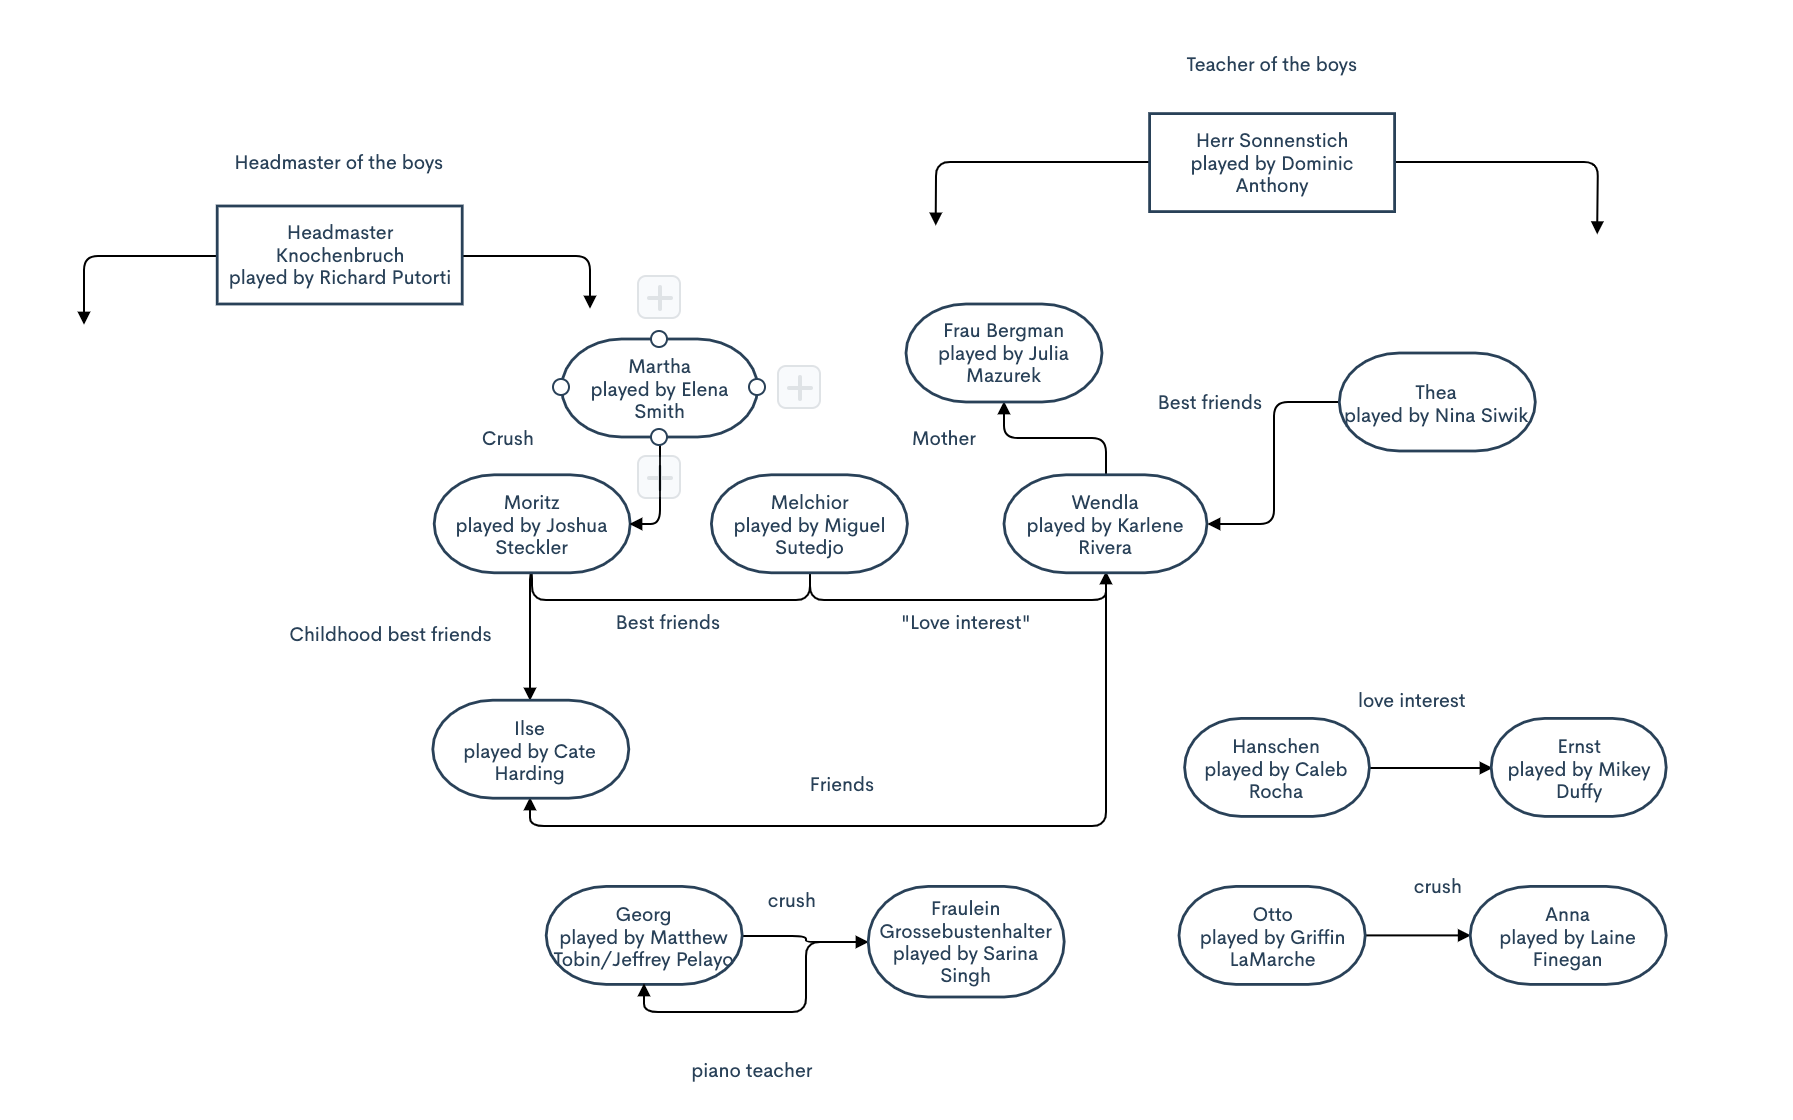 Teacher of the boys
Herr Sonnenstich
played by Dominic
Anthony
Headmaster of the boys
Headmaster
Knochenbruch
played by Richard Putorti
Martha
played by Elena
Smith
Frau Bergman
played by Julia
Mazurek
Thea
played by Nina Siwik
Best friends
Crush
Mother
Moritz
played by Joshua
Steckler
Melchior
played by Miguel
Sutedjo
Wendla
played by Karlene
Rivera
Best friends
"Love interest"
Childhood best friends
Ilse
played by Cate
Harding
Friends
love interest
Hanschen
played by Caleb
Rocha
Ernst
played by Mikey
Duffy
Georg
played by Matthew
Tobin/Jeffrey Pelayo
crush
Fraulein
Grossebustenhalter
played by Sarina
Singh
piano teacher
Otto
played by Griffin
LaMarche
crush
Anna
played by Laine
Finegan